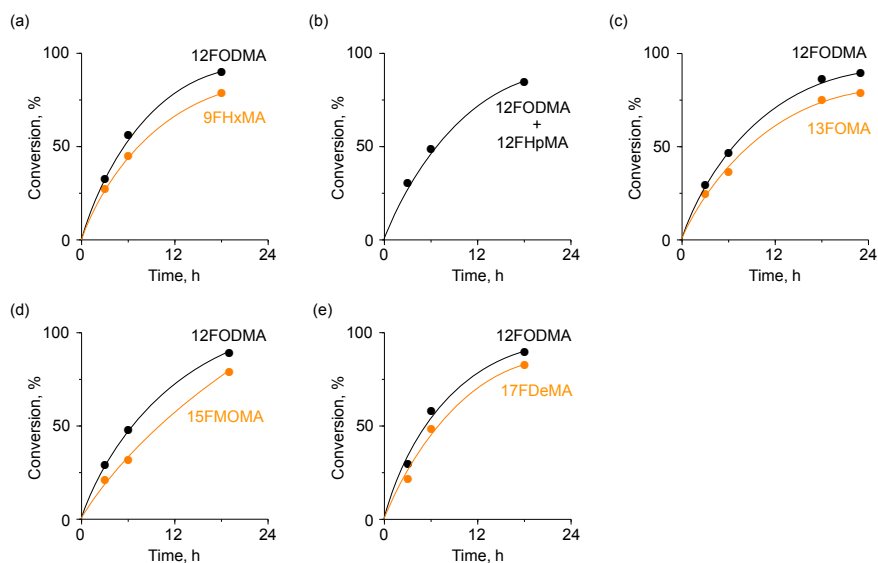 (a)
100
50
0
0
12
24
Conversion, %
Time, h
12FODMA
9FHxMA
(b)
100
50
0
0
12
24
Conversion, %
Time, h
12FODMA
+
12FHpMA
(c)
100
50
0
0
12
24
Conversion, %
Time, h
12FODMA
13FOMA
(d)
100
50
0
0
12
24
Conversion, %
Time, h
12FODMA
15FMOMA
(e)
100
50
0
0
12
24
Conversion, %
Time, h
12FODMA
17FDeMA